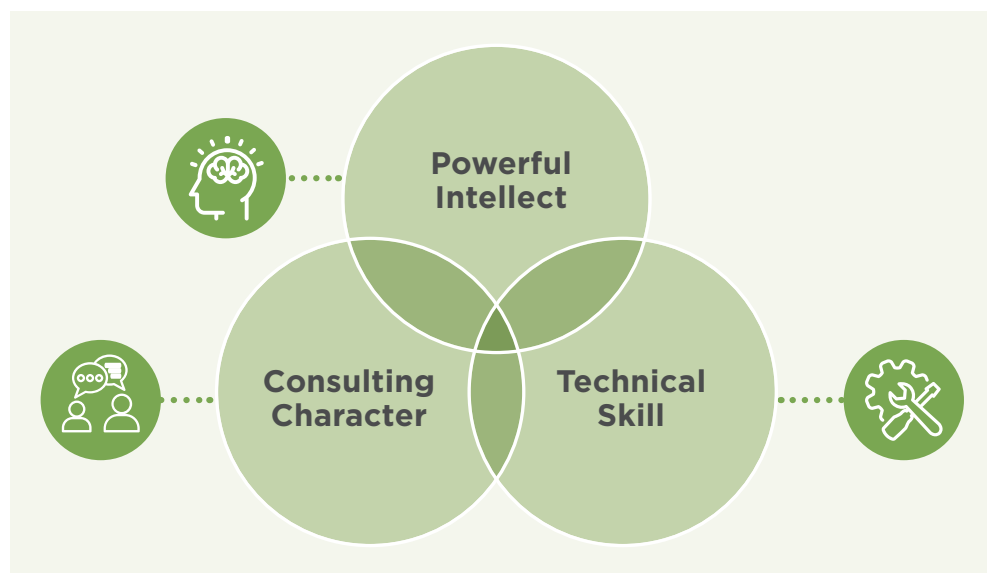 Powerful
Intellect
Consulting
Character
Technical
Skill